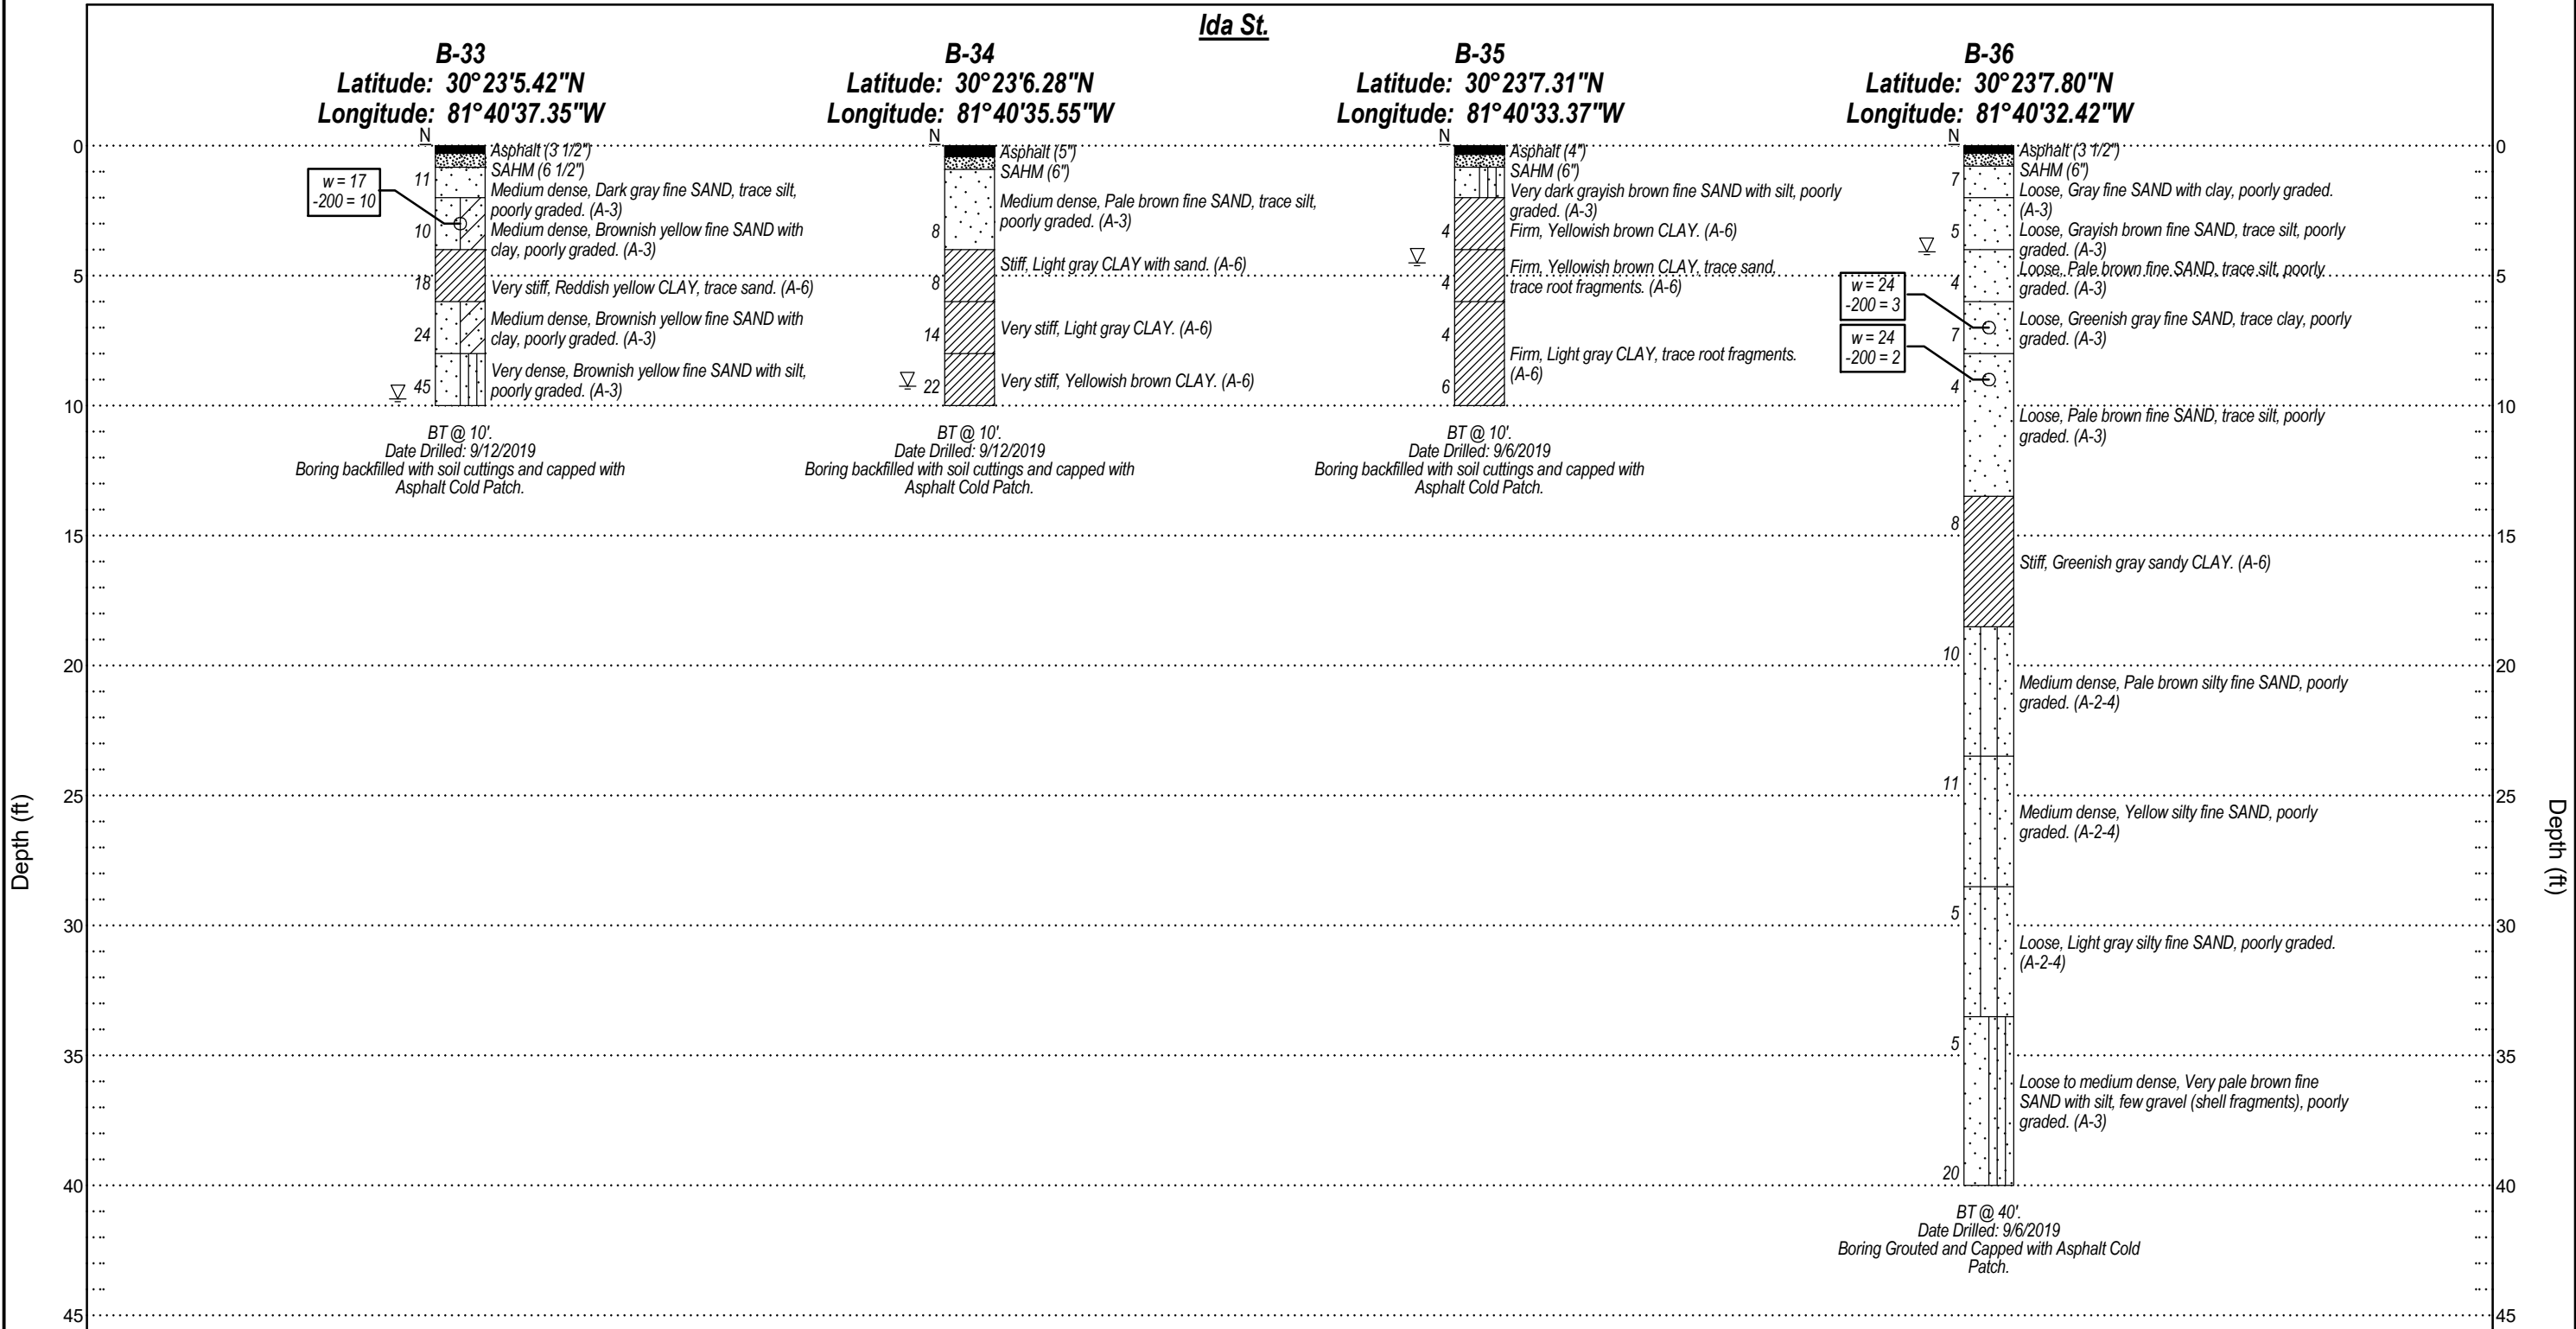 Ida St.
B-33
Latitude: 30°23'5.42"N
Longitude: 81°40'37.35"W
N
Asphalt (3 1/2")
SAHM (6 1/2")
Medium dense, Dark gray fine SAND, trace silt,
poorly graded. (A-3)
Medium dense, Brownish yellow fine SAND with
clay, poorly graded. (A-3)
Very stiff, Reddish yellow CLAY, trace sand. (A-6)
Medium dense, Brownish yellow fine SAND with
clay, poorly graded. (A-3)
Very dense, Brownish yellow fine SAND with silt,
poorly graded. (A-3)
11
10
18
24
45
w = 17
-200 = 10
BT @ 10'.
Date Drilled: 9/12/2019
Boring backfilled with soil cuttings and capped with
Asphalt Cold Patch.
B-34
Latitude: 30°23'6.28"N
Longitude: 81°40'35.55"W
N
Asphalt (5")
SAHM (6")
Medium dense, Pale brown fine SAND, trace silt,
poorly graded. (A-3)
Stiff, Light gray CLAY with sand. (A-6)
Very stiff, Light gray CLAY. (A-6)
Very stiff, Yellowish brown CLAY. (A-6)
8
8
14
22
BT @ 10'.
Date Drilled: 9/12/2019
Boring backfilled with soil cuttings and capped with
Asphalt Cold Patch.
B-35
Latitude: 30°23'7.31"N
Longitude: 81°40'33.37"W
N
Asphalt (4")
SAHM (6")
Very dark grayish brown fine SAND with silt, poorly
graded. (A-3)
Firm, Yellowish brown CLAY. (A-6)
Firm, Yellowish brown CLAY, trace sand,
trace root fragments. (A-6)
Firm, Light gray CLAY, trace root fragments.
(A-6)
4
4
4
6
BT @ 10'.
Date Drilled: 9/6/2019
Boring backfilled with soil cuttings and capped with
Asphalt Cold Patch.
B-36
Latitude: 30°23'7.80"N
Longitude: 81°40'32.42"W
N
Asphalt (3 1/2")
SAHM (6")
Loose, Gray fine SAND with clay, poorly graded.
(A-3)
Loose, Grayish brown fine SAND, trace silt, poorly
graded. (A-3)
Loose, Pale brown fine SAND, trace silt, poorly
graded. (A-3)
Loose, Greenish gray fine SAND, trace clay, poorly
graded. (A-3)
Loose, Pale brown fine SAND, trace silt, poorly
graded. (A-3)
Stiff, Greenish gray sandy CLAY. (A-6)
Medium dense, Pale brown silty fine SAND, poorly
graded. (A-2-4)
Medium dense, Yellow silty fine SAND, poorly
graded. (A-2-4)
Loose, Light gray silty fine SAND, poorly graded.
(A-2-4)
Loose to medium dense, Very pale brown fine
SAND with silt, few gravel (shell fragments), poorly
graded. (A-3)
7
5
4
7
4
8
10
11
5
5
20
w = 24
-200 = 3
w = 24
-200 = 2
BT @ 40'.
Date Drilled: 9/6/2019
Boring Grouted and Capped with Asphalt Cold
Patch.
Depth (ft)
0
5
10
15
20
25
30
35
40
45
Depth (ft)
0
5
10
15
20
25
30
35
40
45